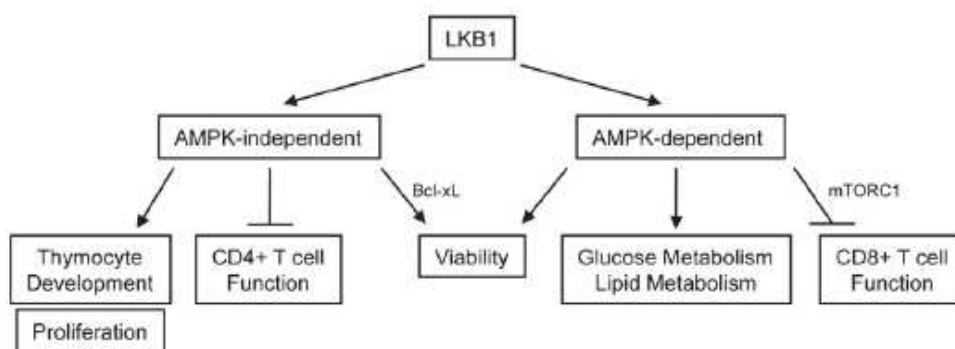 LKB1
AMPK-independent
AMPK-dependent
Bcl-xL
mTORC1
Thymocyte
Development
CD4+ T cell
Function
Viability
Glucose Metabolism
Lipid Metabolism
CD8+ T cell
Function
Proliferation